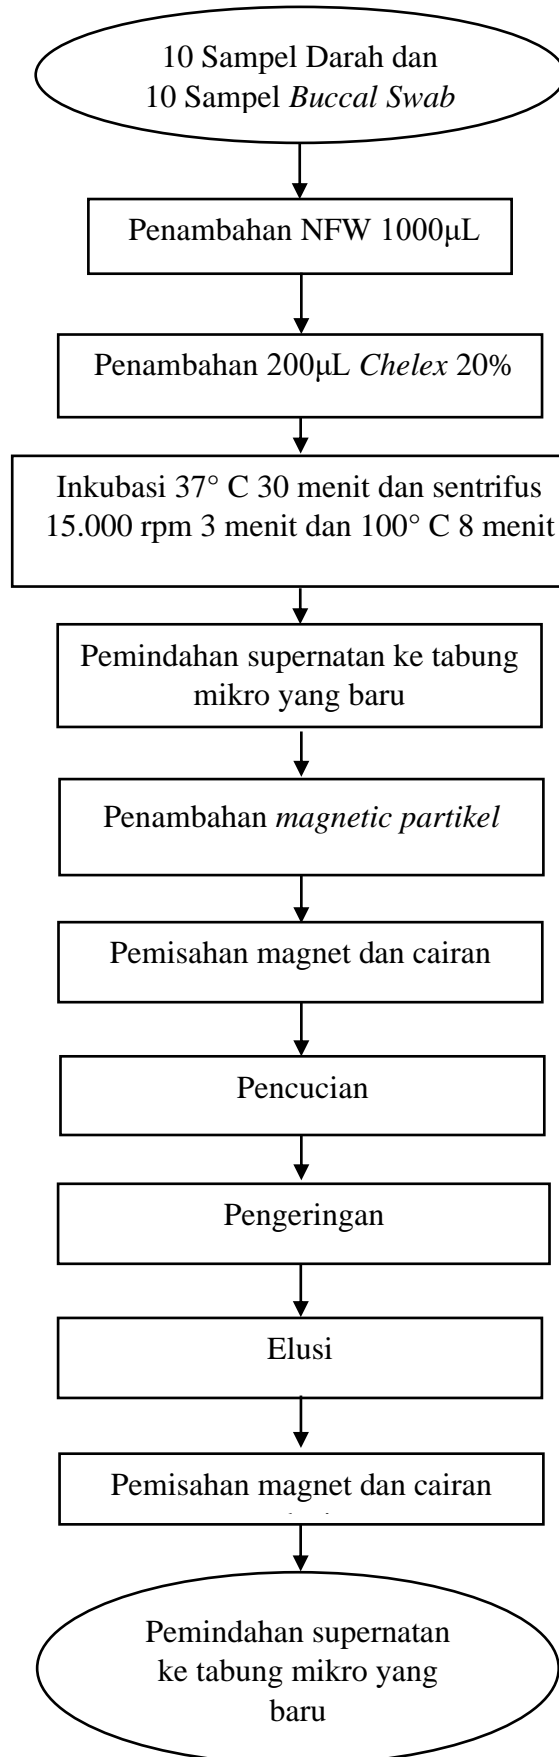 10 Sampel Darah dan
10 Sampel Buccal Swab
Penambahan NFW 1000μL
Penambahan 200μL Chelex 20%
Inkubasi 37° C 30 menit dan sentrifus
15.000 rpm 3 menit dan 100° C 8 menit
Pemindahan supernatan ke tabung
mikro yang baru
Penambahan magnetic partikel
Pemisahan magnet dan cairan
Pencucian
Pengeringan
Elusi
Pemisahan magnet dan cairan
Pemindahan supernatan
ke tabung mikro yang
baru